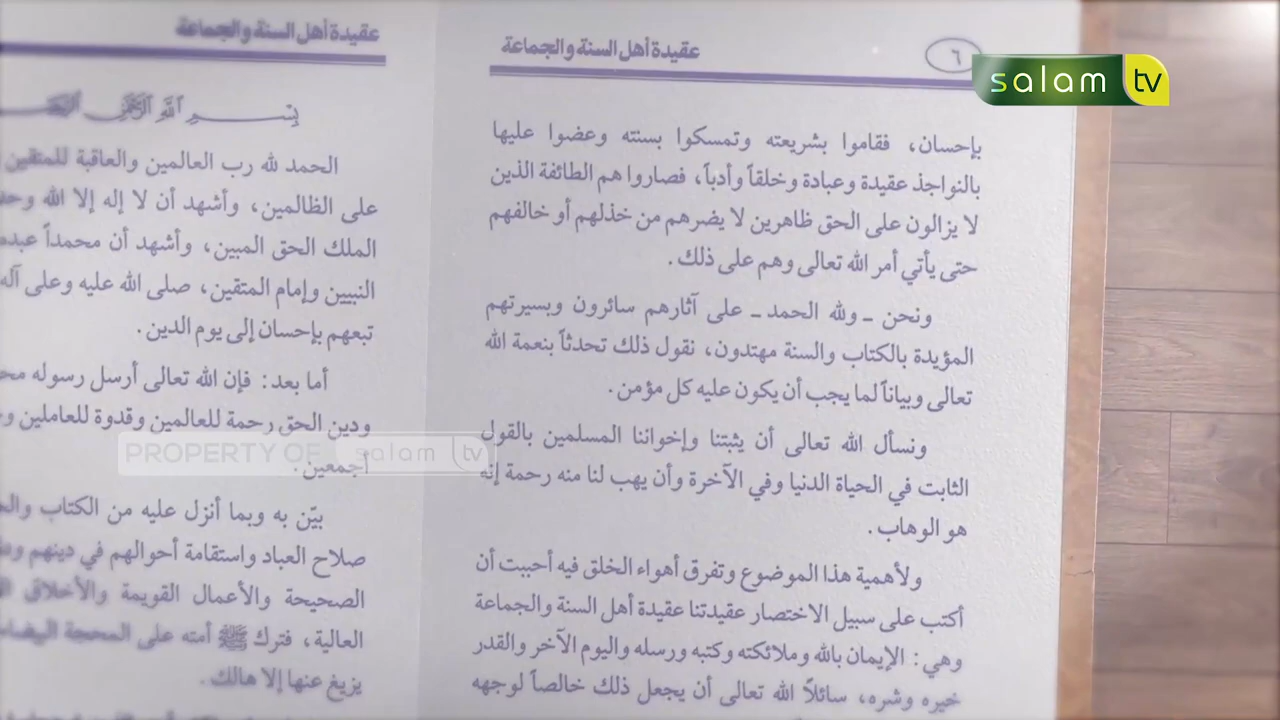 ٦
عقيدة أهل السنة والجماعة
بإحسان، فقاموا بشريعته وتمسكوا بسنته وعضوا عليها
بالنواجذ عقيدة وعبادة وخلقاً وأدباً، فصاروا هم الطائفة الذين
لا يزالون على الحق ظاهرين لا يضرهم من خذلهم أو خالفهم
حتى يأتي أمر الله تعالى وهم على ذلك.
ونحن ـ ولله الحمد ـ على آثارهم سائرون وبسيرتهم
المؤيدة بالكتاب والسنة مهتدون، نقول ذلك تحدثاً بنعمة الله
تعالى وبياناً لما يجب أن يكون عليه كل مؤمن.
ونسأل الله تعالى أن يثبتنا وإخواننا المسلمين بالقول
الثابت في الحياة الدنيا وفي الآخرة وأن يهب لنا منه رحمة إنه
هو الوهاب.
ولأهمية هذا الموضوع وتفرق أهواء الخلق فيه أحببت أن
أكتب على سبيل الاختصار عقيدتنا عقيدة أهل السنة والجماعة
وهي: الإيمان بالله وملائكته وكتبه ورسله واليوم الآخر والقدر
خيره وشره، سائلاً الله تعالى أن يجعل ذلك خالصاً لوجهه
عقيدة أهل السنة والجماعة
بسم الله الرحمن
الحمد لله رب العالمين والعاقبة للمتقين
على الظالمين، وأشهد أن لا إله إلا الله
الملك الحق المبين، وأشهد أن محمداً
النبيين وإمام المتقين، صلى الله عليه وعلى آله
تبعهم بإحسان إلى يوم الدين.
أما بعد: فإن الله تعالى أرسل رسوله
ودين الحق رحمة للعالمين وقدوة للعاملين
أجمعين.
بيّن به وبما أنزل عليه من الكتاب
صلاح العباد واستقامة أحوالهم في دينهم
الصحيحة والأعمال القويمة والأخلاق
العالية، فترك ﷺ أمته على المحجة
يزيغ عنها إلا هالك.
salam tv
PROPERTY OF salam tv